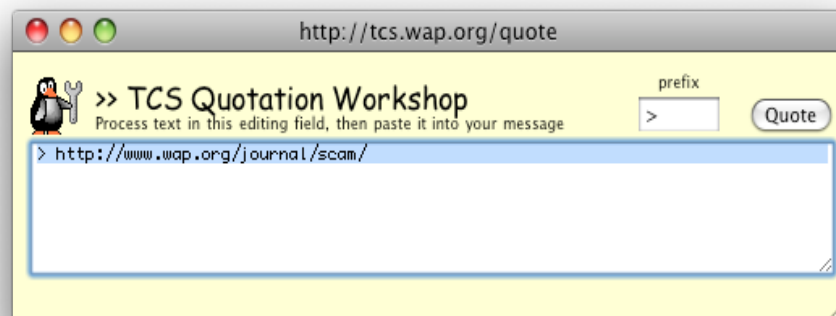 http://tcs.wap.org/quote
prefix
>> TCS Quotation Workshop
> Quote
Process text in this editing field, then paste it into your message
> http://www.wap.org/journal/scam/